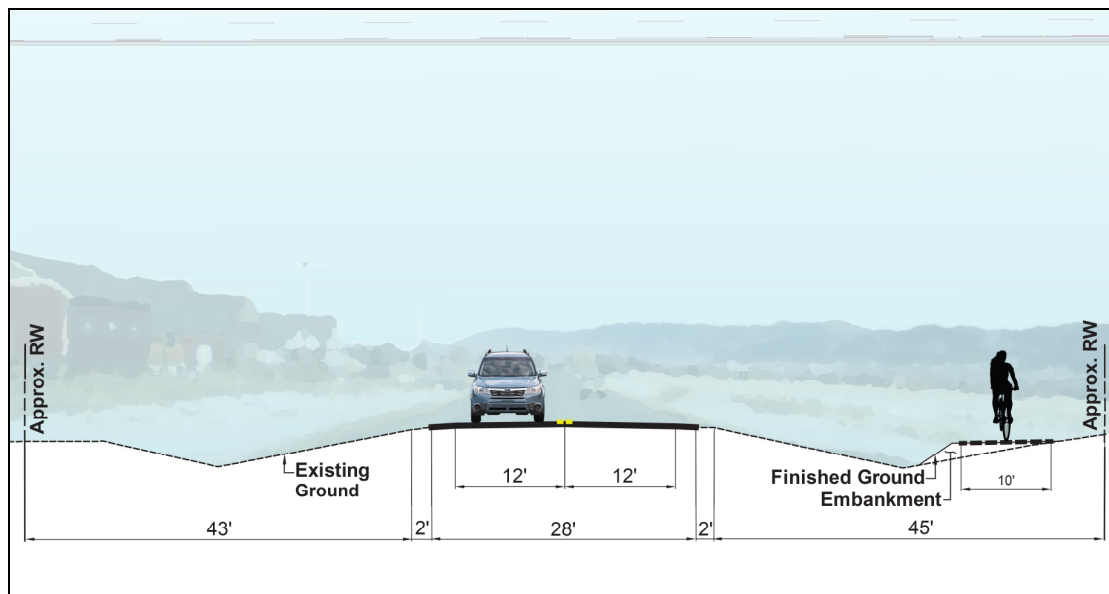 Approx. RW
Approx. RW
Existing
Ground
Finished Ground
Embankment
12'
12'
10'
43'
2'
28'
2'
45'